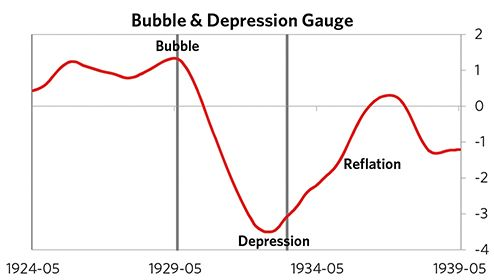 Bubble & Depression Gauge
Bubble
2
1
0
-1
-2
-3
-4
Reflation
Depression
1924-05
1929-05
1934-05
1939-05